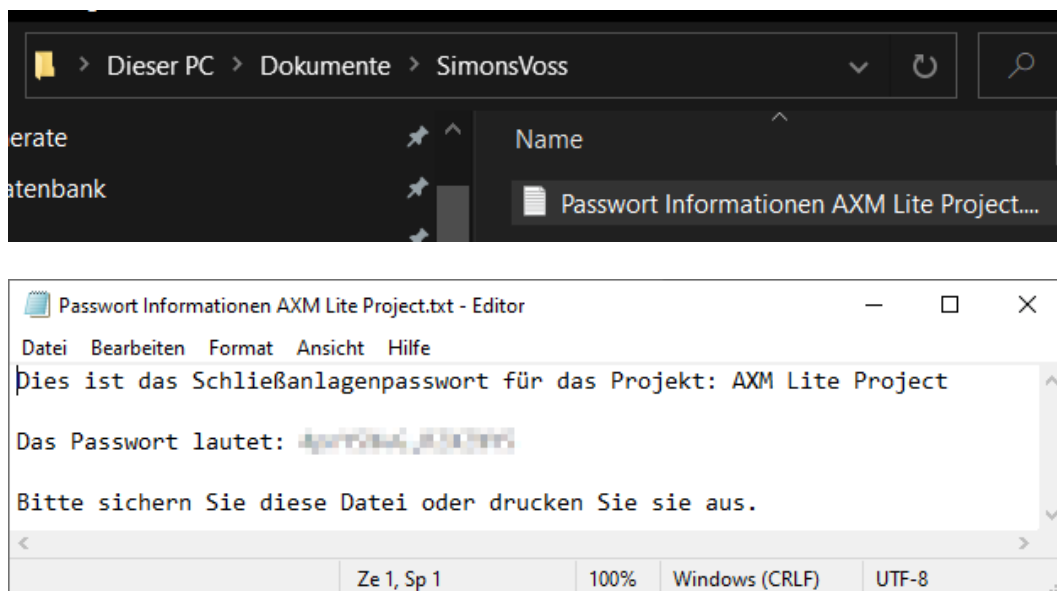 Dieser PC > Dokumente > SimonsVoss
Name
Passwort Informationen AXM Lite Project....
Passwort Informationen AXM Lite Project.txt - Editor
Datei Bearbeiten Format Ansicht Hilfe
Dies ist das Schließanlagenpasswort für das Projekt: AXM Lite Project
Das Passwort lautet:
Bitte sichern Sie diese Datei oder drucken Sie sie aus.
Ze 1, Sp 1 100% Windows (CRLF) UTF-8